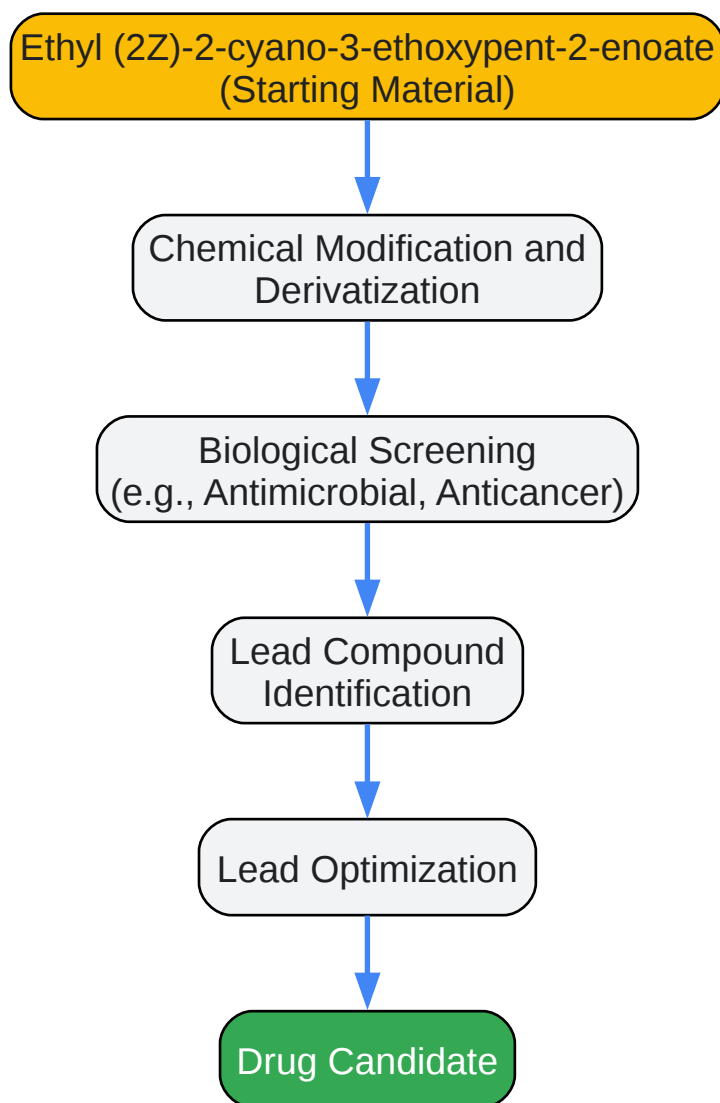 Ethyl (2Z)-2-cyano-3-ethoxypent-2-enoate
(Starting Material)
Chemical Modification and
Derivatization
Biological Screening
(e.g., Antimicrobial, Anticancer)
Lead Compound
Identification
Lead Optimization
Drug Candidate